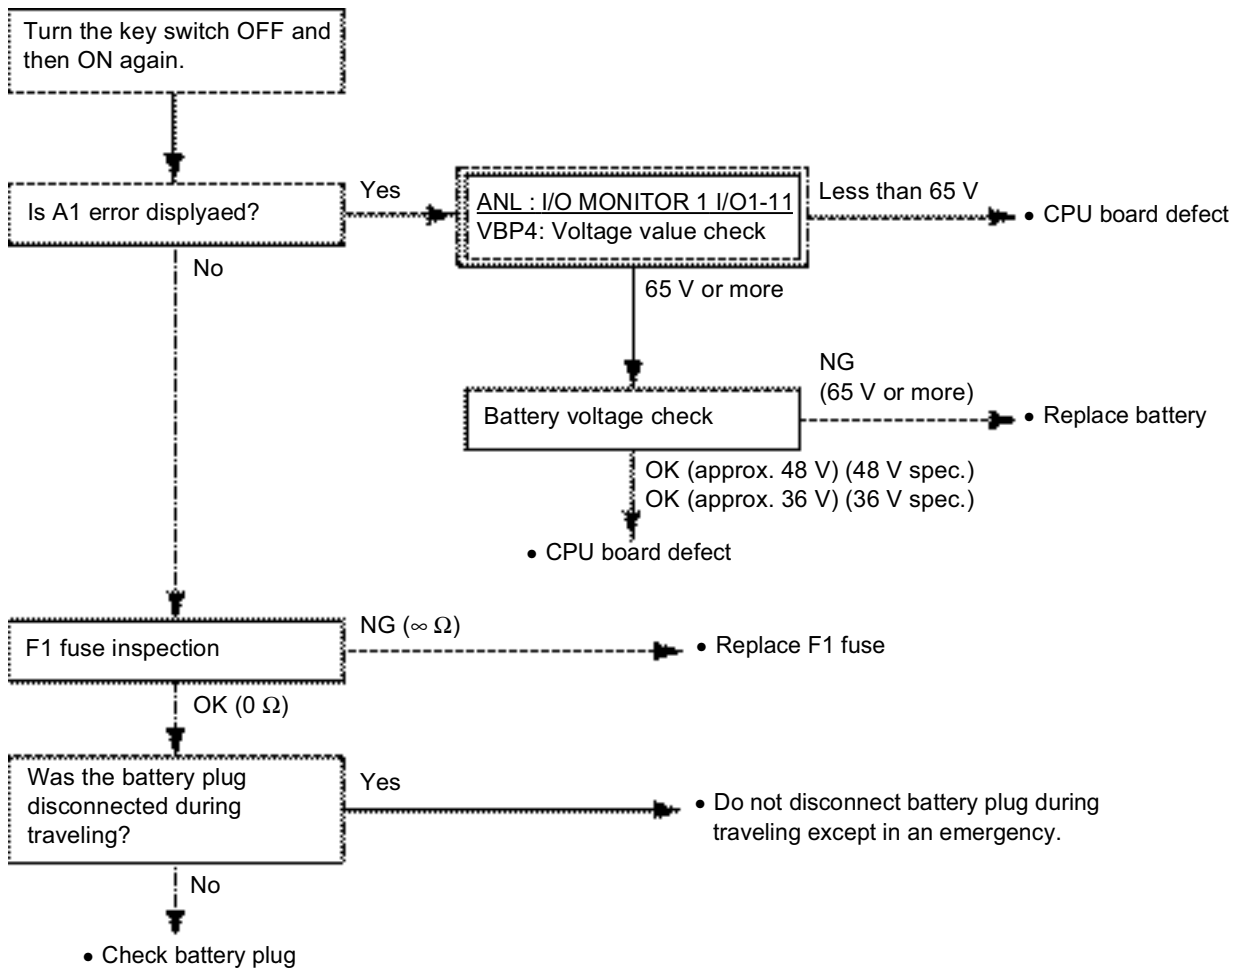 Turn the key switch OFF and
then ON again.
Is A1 error displyaed?
Yes
ANL : I/O MONITOR 1 I/O1-11
VBP4: Voltage value check
Less than 65 V
• CPU board defect
No
65 V or more
NG
(65 V or more)
Battery voltage check
• Replace battery
OK (approx. 48 V) (48 V spec.)
OK (approx. 36 V) (36 V spec.)
• CPU board defect
F1 fuse inspection
NG (∞ Ω)
• Replace F1 fuse
OK (0 Ω)
Was the battery plug
disconnected during
traveling?
Yes
• Do not disconnect battery plug during
traveling except in an emergency.
No
• Check battery plug